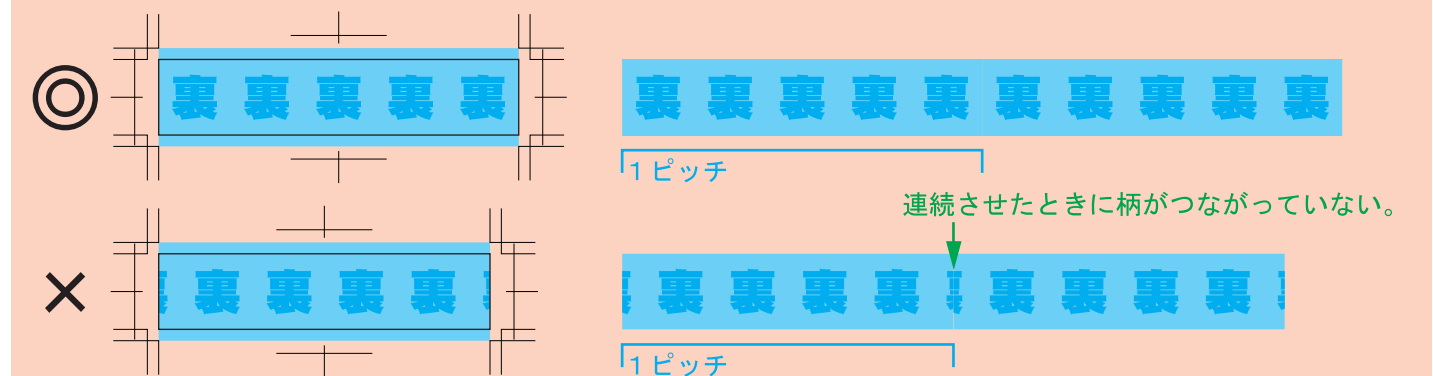 ◎ 裏 裏 裏 裏 裏
裏 裏 裏 裏 裏 裏 裏 裏 裏 裏
1ピッチ
連続させたときに柄がつながっていない。
× 裏 裏 裏 裏
裏 裏 裏 裏 裏 裏 裏 裏
1ピッチ